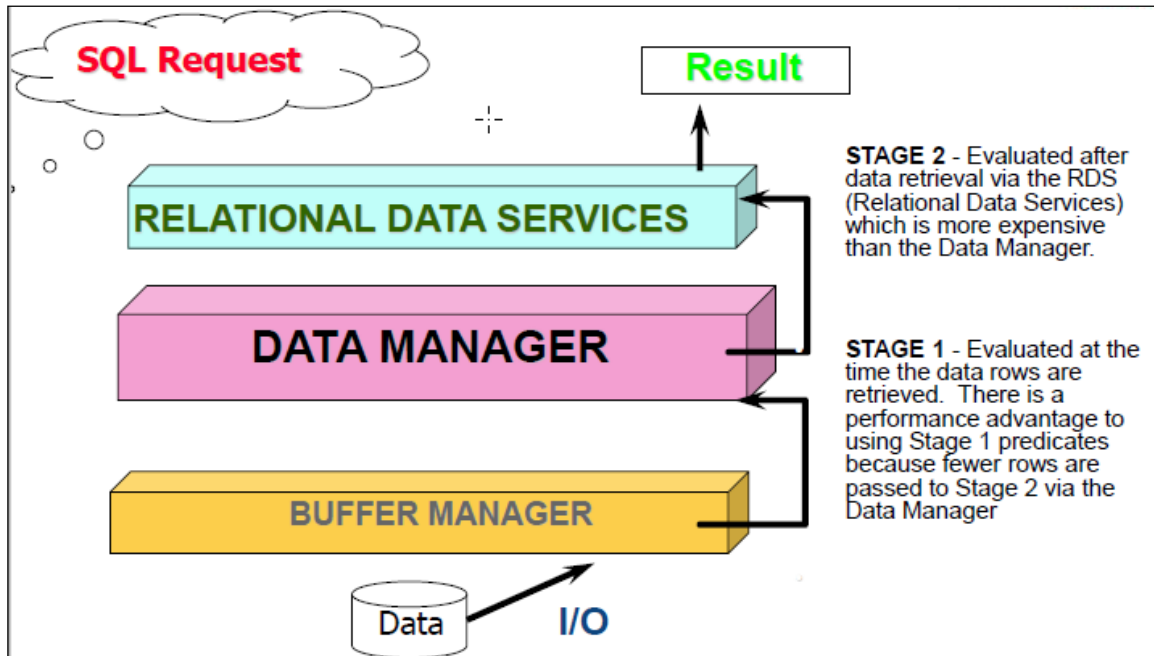 SQL Request
Result
RELATIONAL DATA SERVICES
STAGE 2 - Evaluated after
data retrieval via the RDS
(Relational Data Services)
which is more expensive
than the Data Manager.
DATA MANAGER
STAGE 1 - Evaluated at the
time the data rows are
retrieved. There is a
performance advantage to
using Stage 1 predicates
because fewer rows are
passed to Stage 2 via the
Data Manager
BUFFER MANAGER
Data
I/O